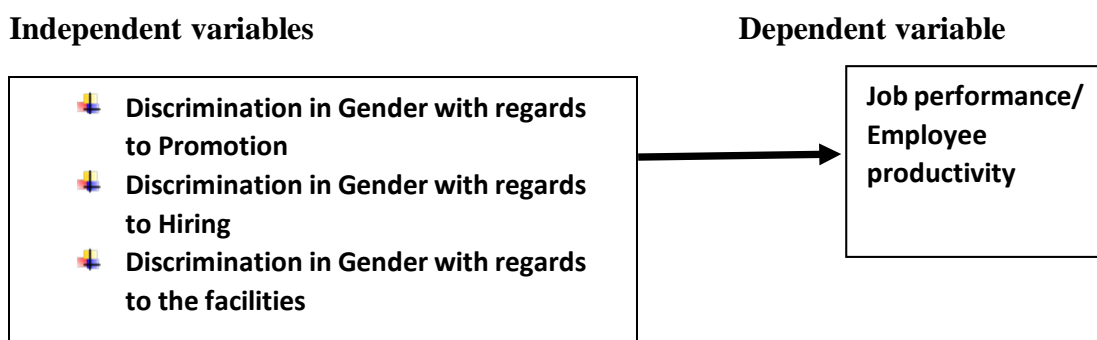 Independent variables
Dependent variable
Discrimination in Gender with regards
to Promotion
Discrimination in Gender with regards
to Hiring
Discrimination in Gender with regards
to the facilities
Job performance/
Employee
productivity